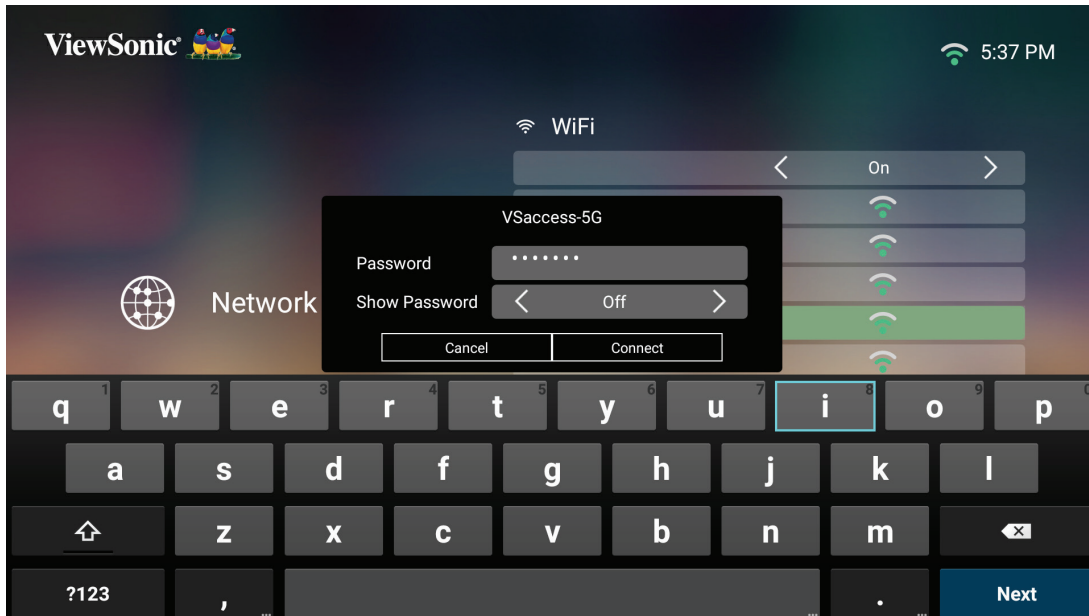 ViewSonic®
5:37 PM
WiFi
On
VSaccess-5G
Password •••••••
Show Password Off
Cancel Connect
Network
q 1 w 2 e 3 r 4 t 5 y 6 u 7 i 8 o 9 p 0
a s d f g h j k l
z x c v b n m
?123 , . Next